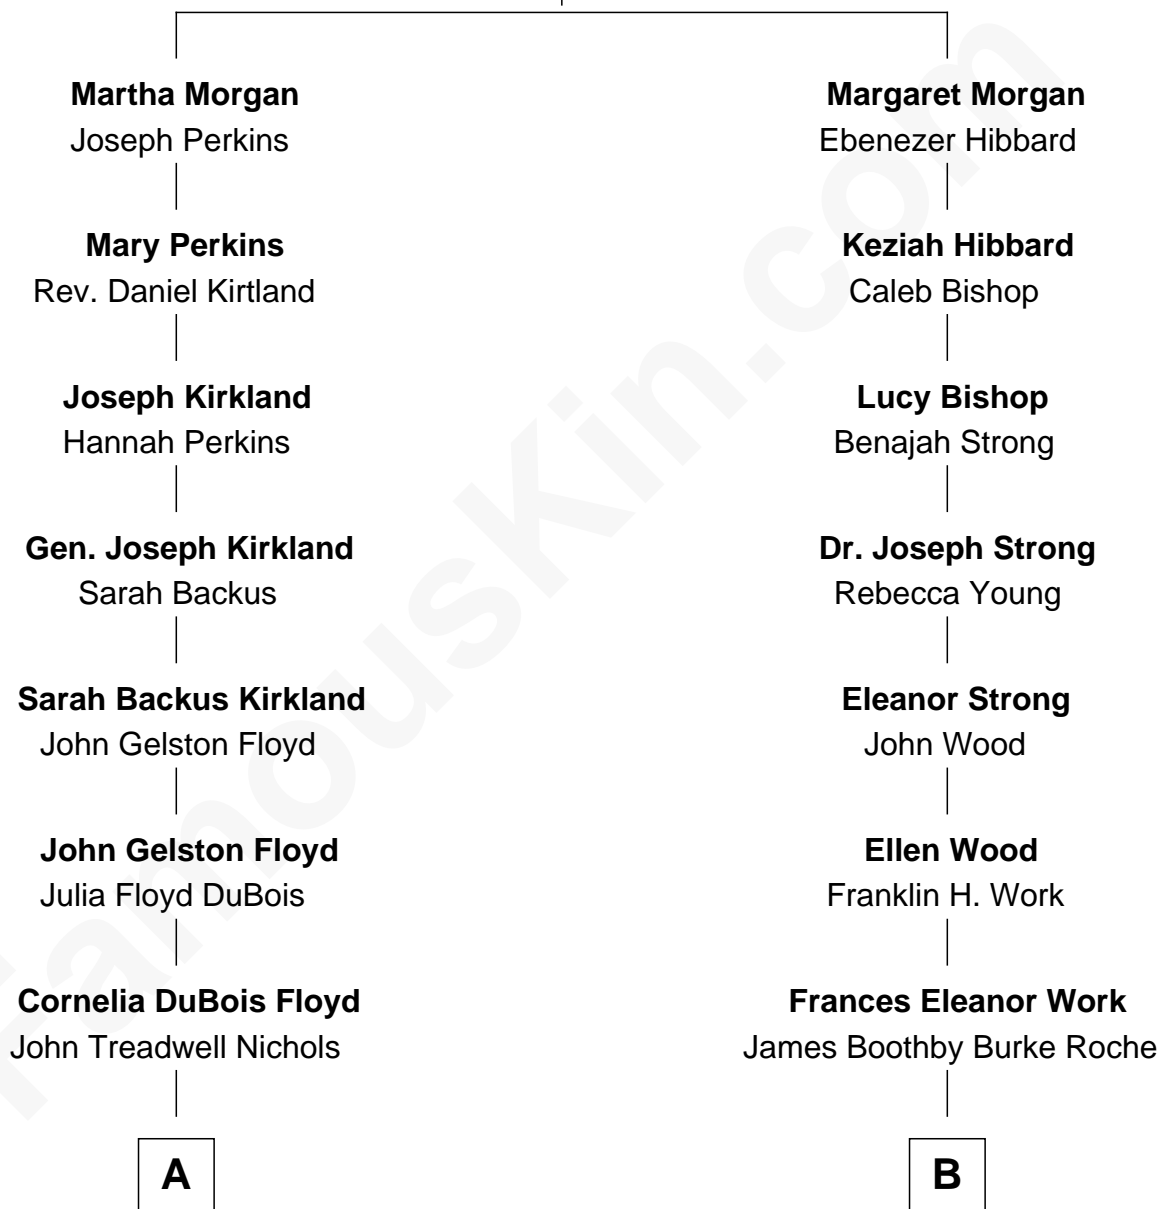 Martha Morgan
Joseph Perkins
Mary Perkins
Rev. Daniel Kirtland
Joseph Kirkland
Hannah Perkins
Gen. Joseph Kirkland
Sarah Backus
Sarah Backus Kirkland
John Gelston Floyd
John Gelston Floyd
Julia Floyd DuBois
Cornelia DuBois Floyd
John Treadwell Nichols
A
Margaret Morgan
Ebenezer Hibbard
Keziah Hibbard
Caleb Bishop
Lucy Bishop
Benajah Strong
Dr. Joseph Strong
Rebecca Young
Eleanor Strong
John Wood
Ellen Wood
Franklin H. Work
Frances Eleanor Work
James Boothby Burke Roche
B
FamousKin.com